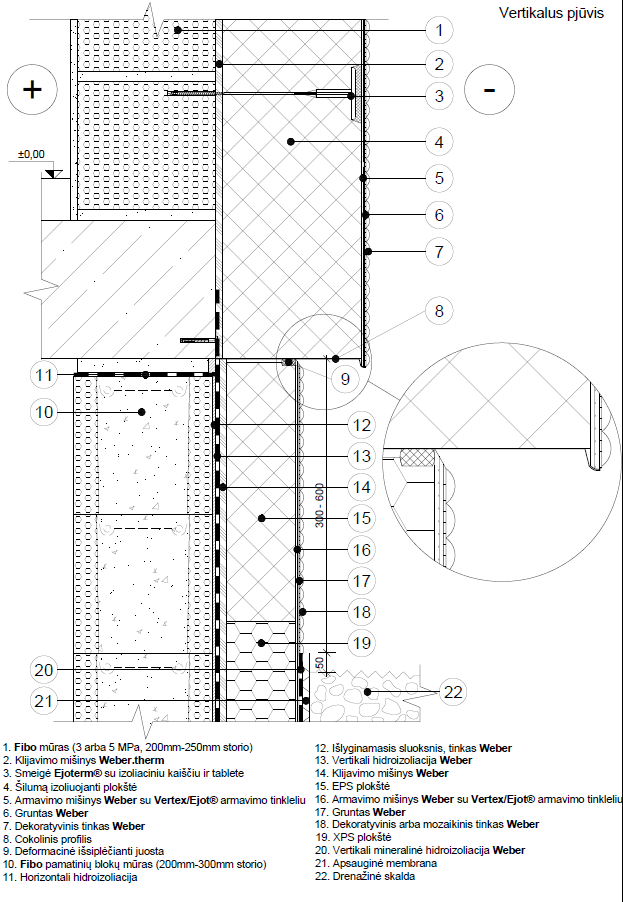 Vertikalus pjūvis
1
2
3
+
-
4
±0,00
5
6
7
8
9
11
10
12
13
14
300 - 600
15
16
17
18
19
50
20
21
22
1. Fibo mūras (3 arba 5 MPa, 200mm-250mm storio)
2. Klijavimo mišinys Weber.therm
3. Smeigė Ejoterm® su izoliaciniu kaiščiu ir tablete
4. Šilumą izoliuojanti plokštė
5. Armavimo mišinys Weber su Vertex/Ejot® armavimo tinkleliu
6. Gruntas Weber
7. Dekoratyvinis tinkas Weber
8. Cokolinis profilis
9. Deformacinė išsiplėčianti juosta
10. Fibo pamatinių blokų mūras (200mm-300mm storio)
11. Horizontali hidroizoliacija
12. Išlyginamasis sluoksnis, tinkas Weber
13. Vertikali hidroizoliacija Weber
14. Klijavimo mišinys Weber
15. EPS plokštė
16. Armavimo mišinys Weber su Vertex/Ejot® armavimo tinkleliu
17. Gruntas Weber
18. Dekoratyvinis arba mozaikinis tinkas Weber
19. XPS plokštė
20. Vertikali mineralinė hidroizoliacija Weber
21. Apsauginė membrana
22. Drenažinė skalda